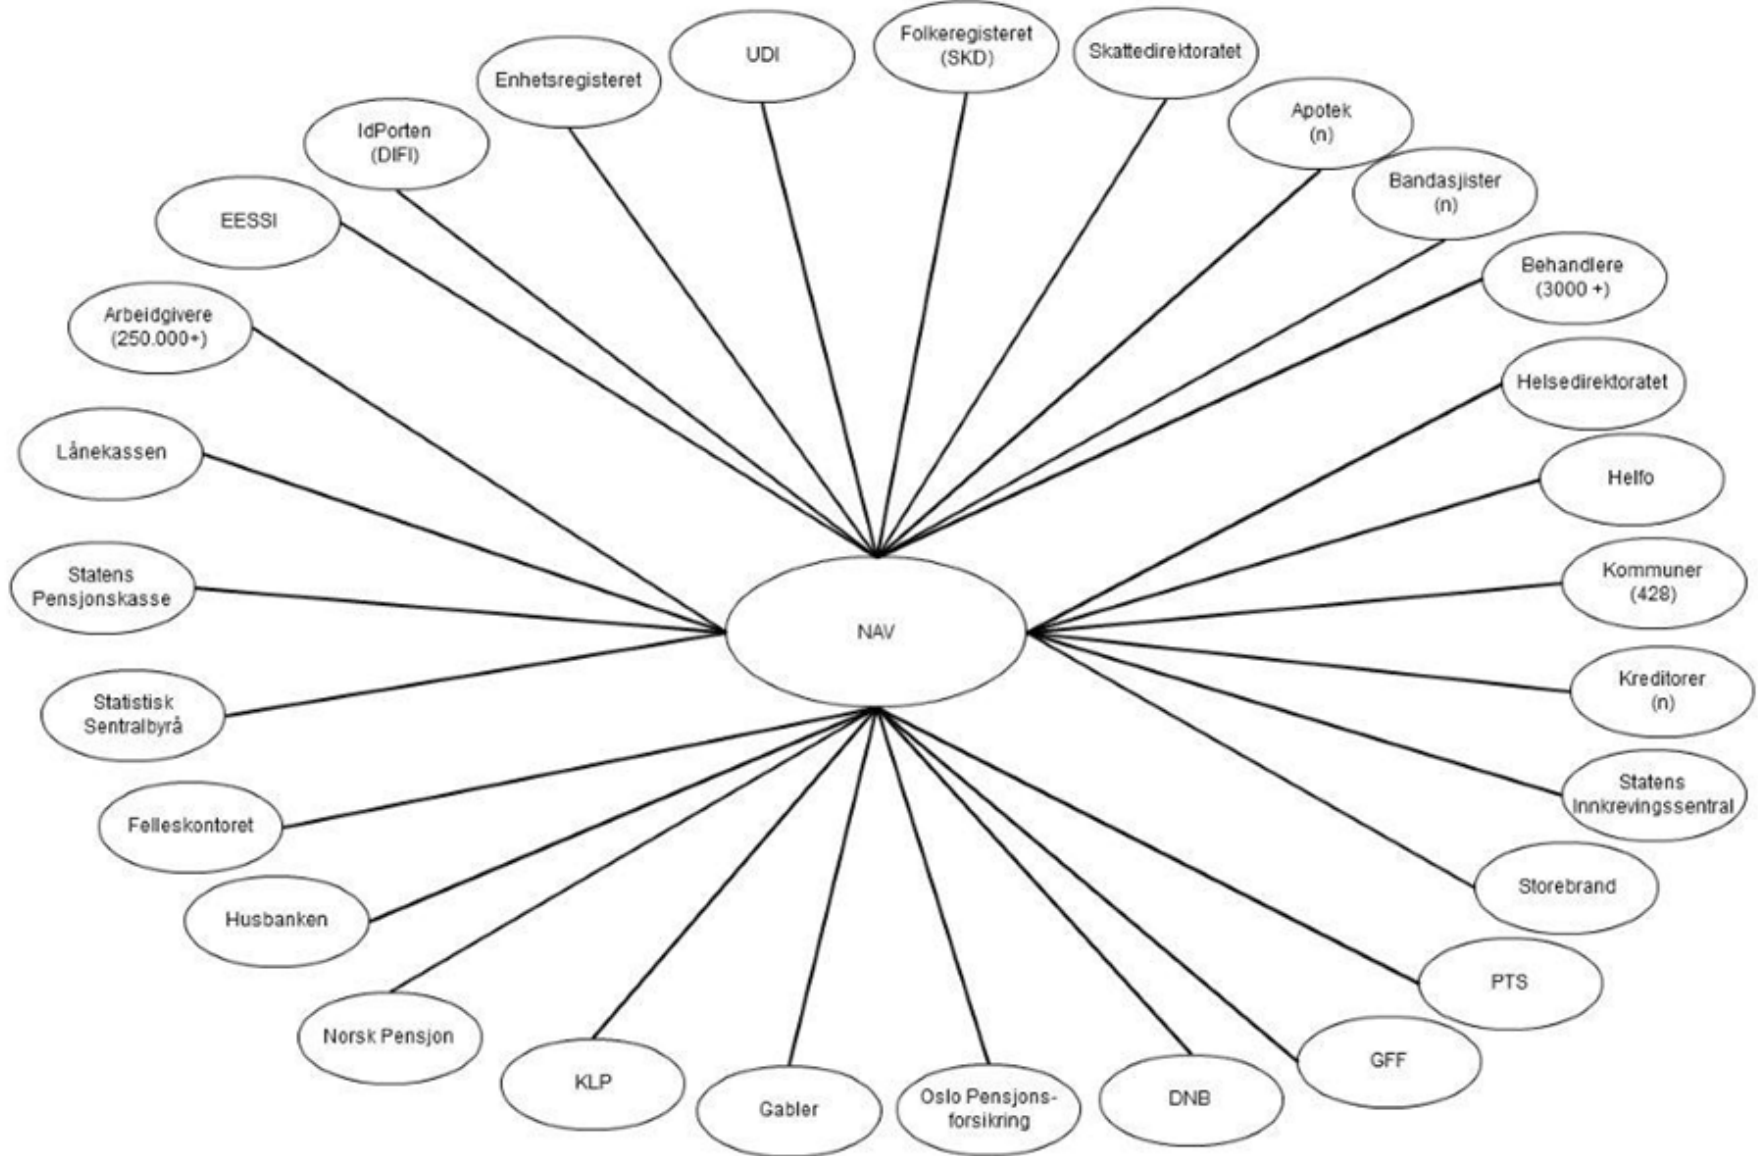 UDI
Folkeregisteret
(SKD)
Skattedirektoratet
Enhetsregisteret
Apotek
(n)
IdPorten
(DIFI)
Bandasjister
(n)
EESSI
Behandlere
(3000 +)
Arbeidgivere
(250.000+)
Helsedirektoratet
Lånekassen
Helfo
Statens
Pensjonskasse
Kommuner
(428)
NAV
Kreditorer
(n)
Statistisk
Sentralbyrå
Statens
Innkrevingssentral
Felleskontoret
Storebrand
Husbanken
PTS
Norsk Pensjon
GFF
KLP
DNB
Gabler
Oslo Pensjons-
forsikring